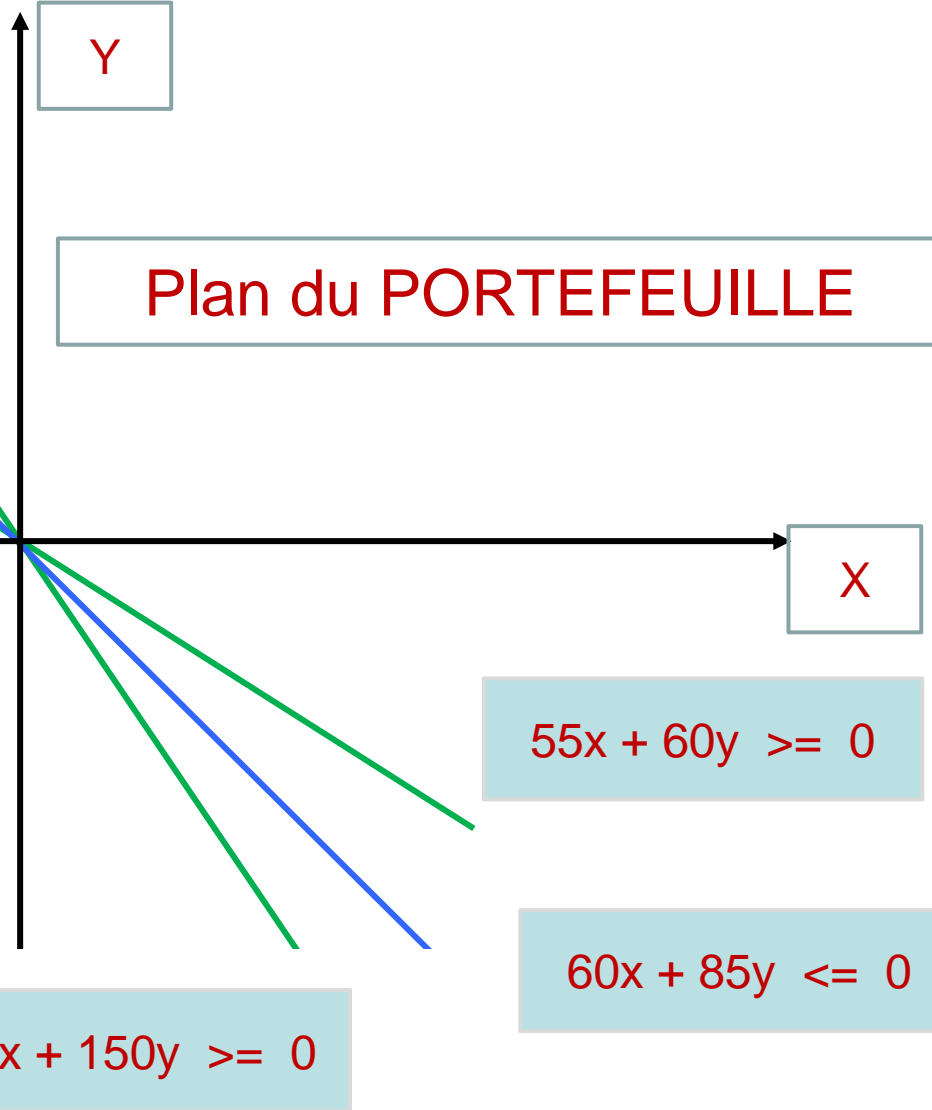 Y
Plan du PORTEFEUILLE
X
55x + 60y >= 0
60x + 85y <= 0
x + 150y >= 0